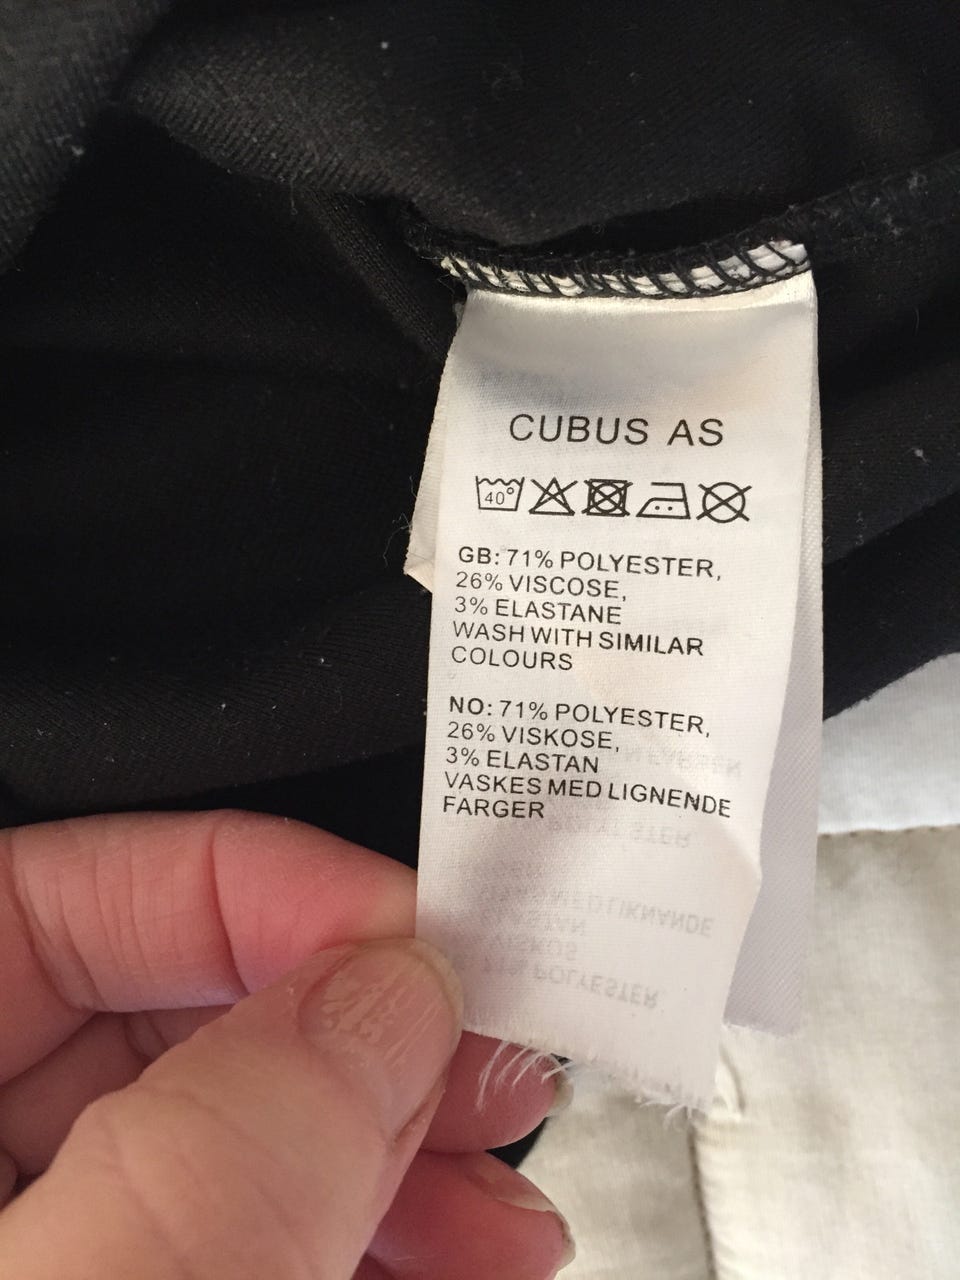 CUBUS AS
40°
GB: 71% POLYESTER,
26% VISCOSE,
3% ELASTANE
WASH WITH SIMILAR
COLOURS
NO: 71% POLYESTER,
26% VISKOSE,
3% ELASTAN
VASKES MED LIGNENDE
FARGER